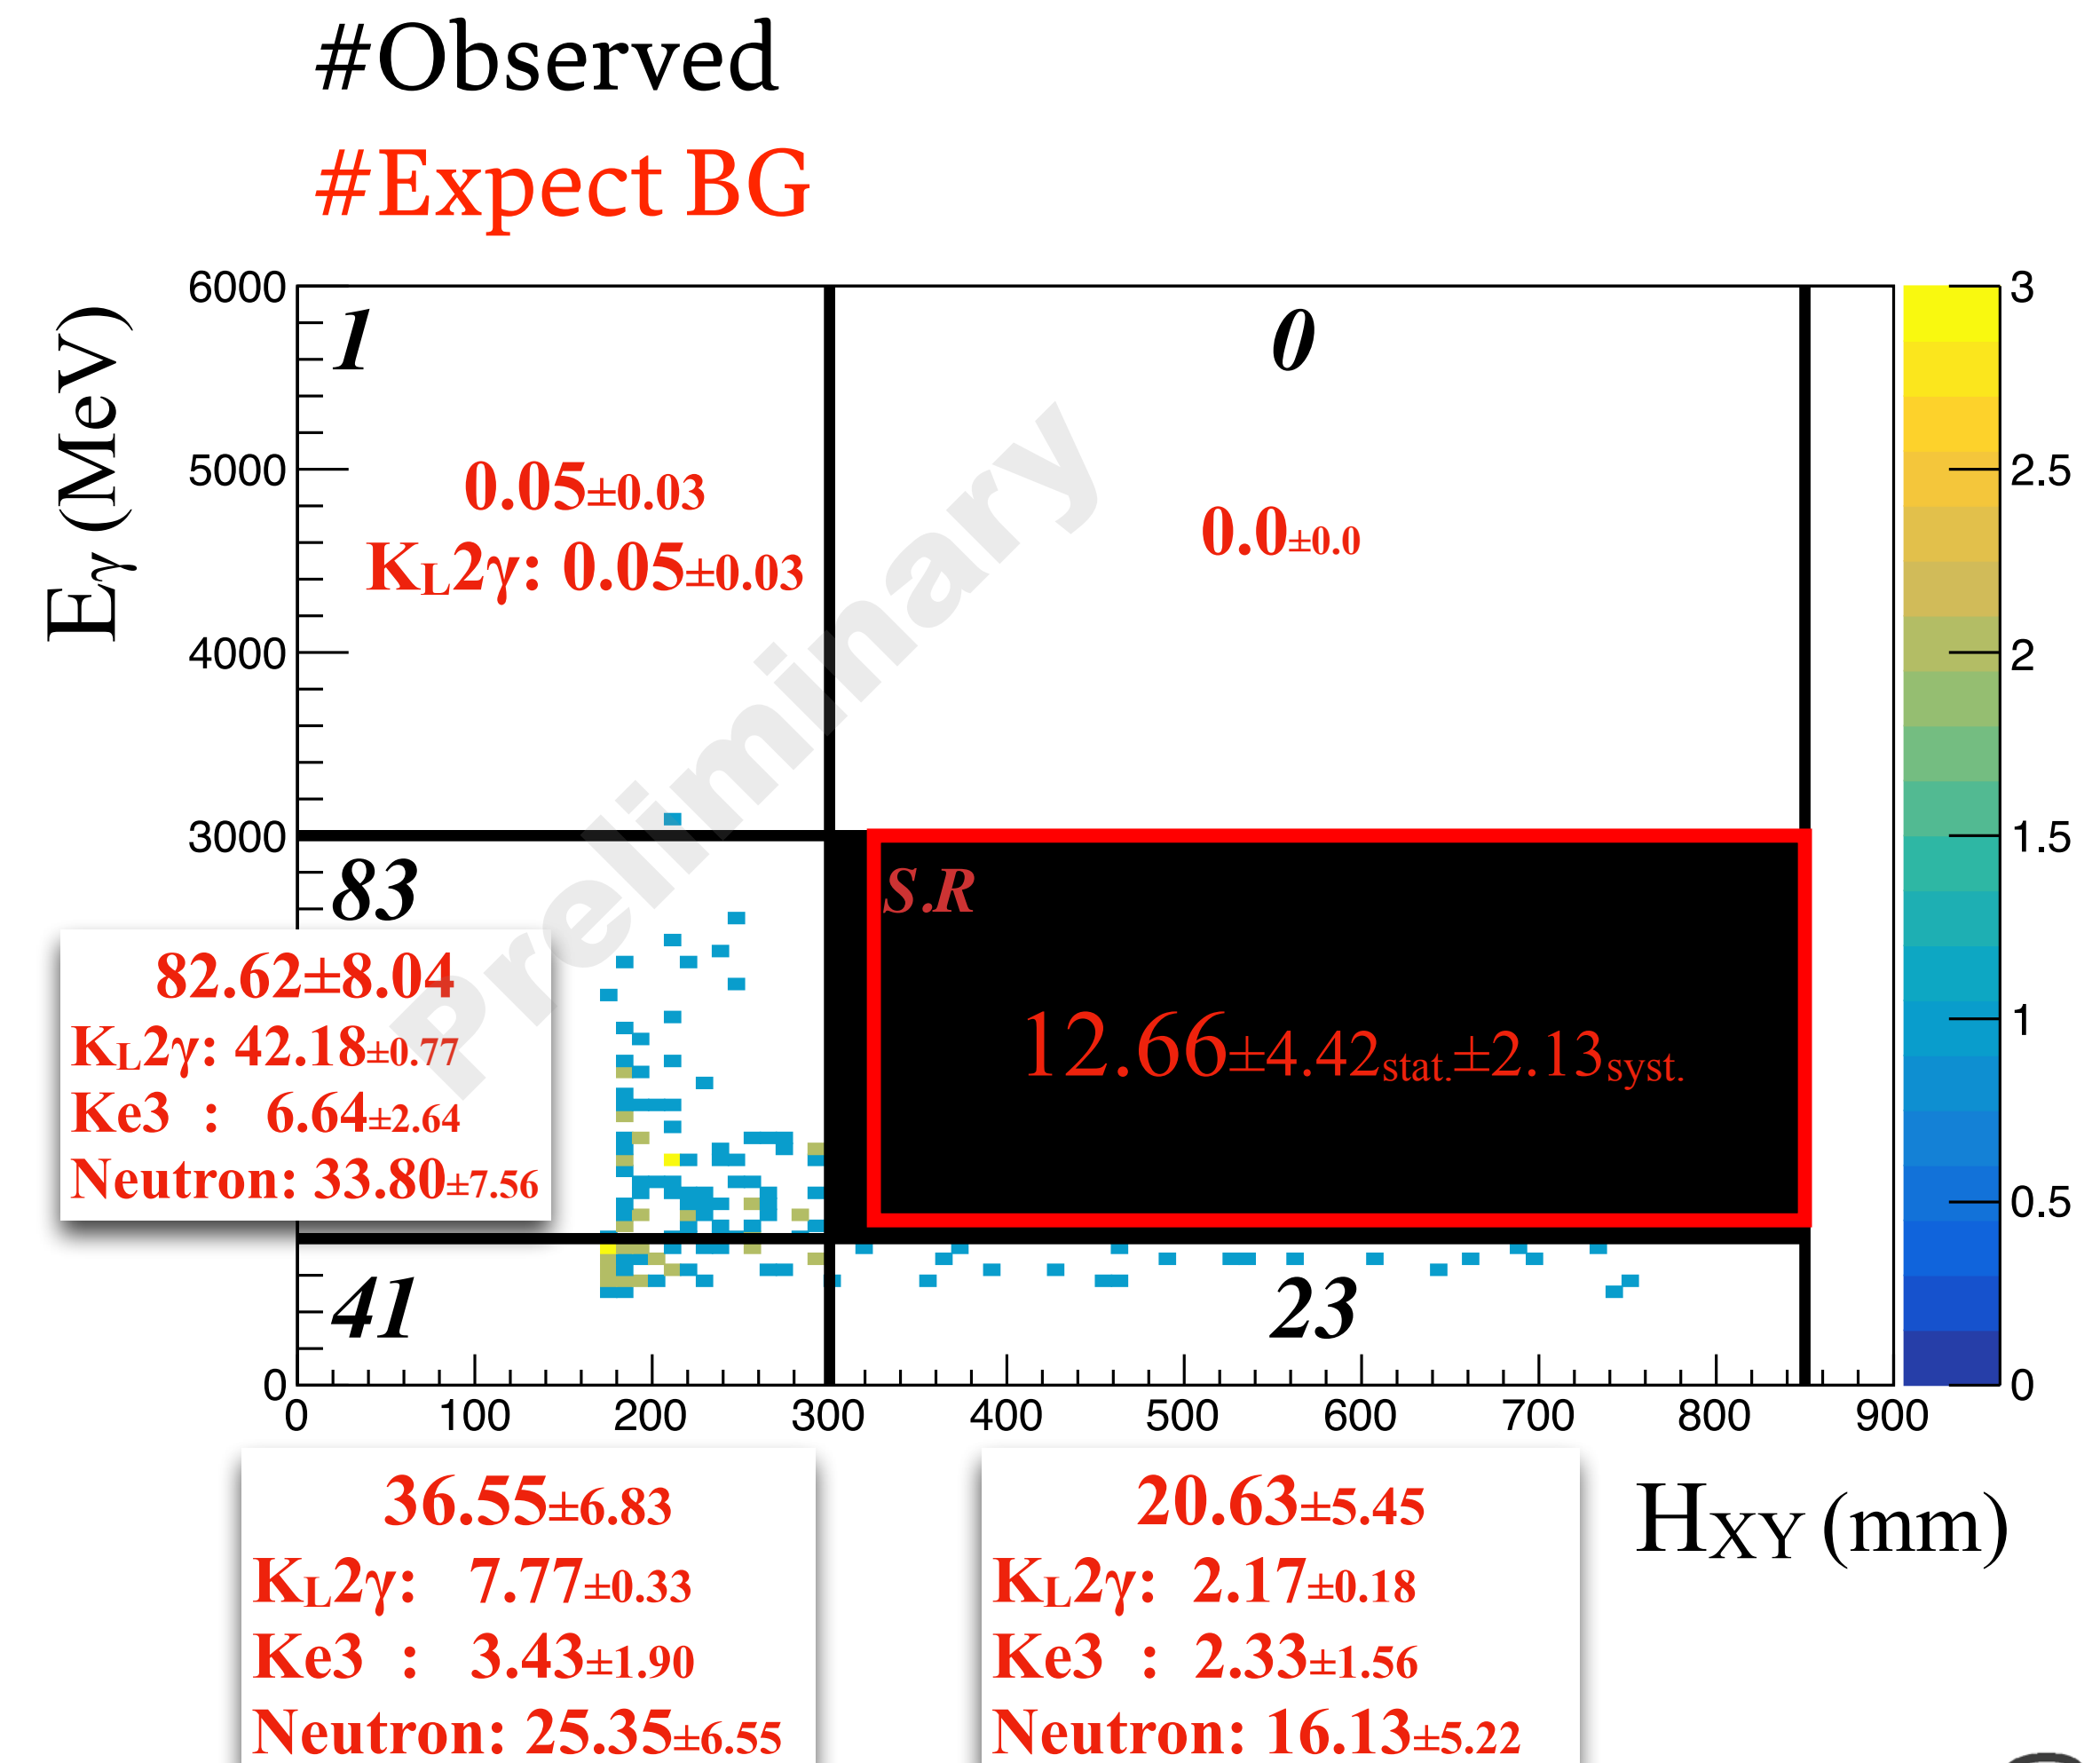 #Observed
#Expect BG
Eγ (MeV)
6000
5000
4000
3000
0
1
0
0.05±0.03
KL2γ: 0.05±0.03
0.0±0.0
Preliminary
83
S.R
82.62±8.04
KL2γ: 42.18±0.77
Ke3 : 6.64±2.64
Neutron: 33.80±7.56
12.66±4.42stat.±2.13syst.
41
23
0 100 200 300 400 500 600 700 800 900
3
2.5
2
1.5
1
0.5
0
HXY (mm)
36.55±6.83
KL2γ: 7.77±0.33
Ke3 : 3.43±1.90
Neutron: 25.35±6.55
20.63±5.45
KL2γ: 2.17±0.18
Ke3 : 2.33±1.56
Neutron: 16.13±5.22